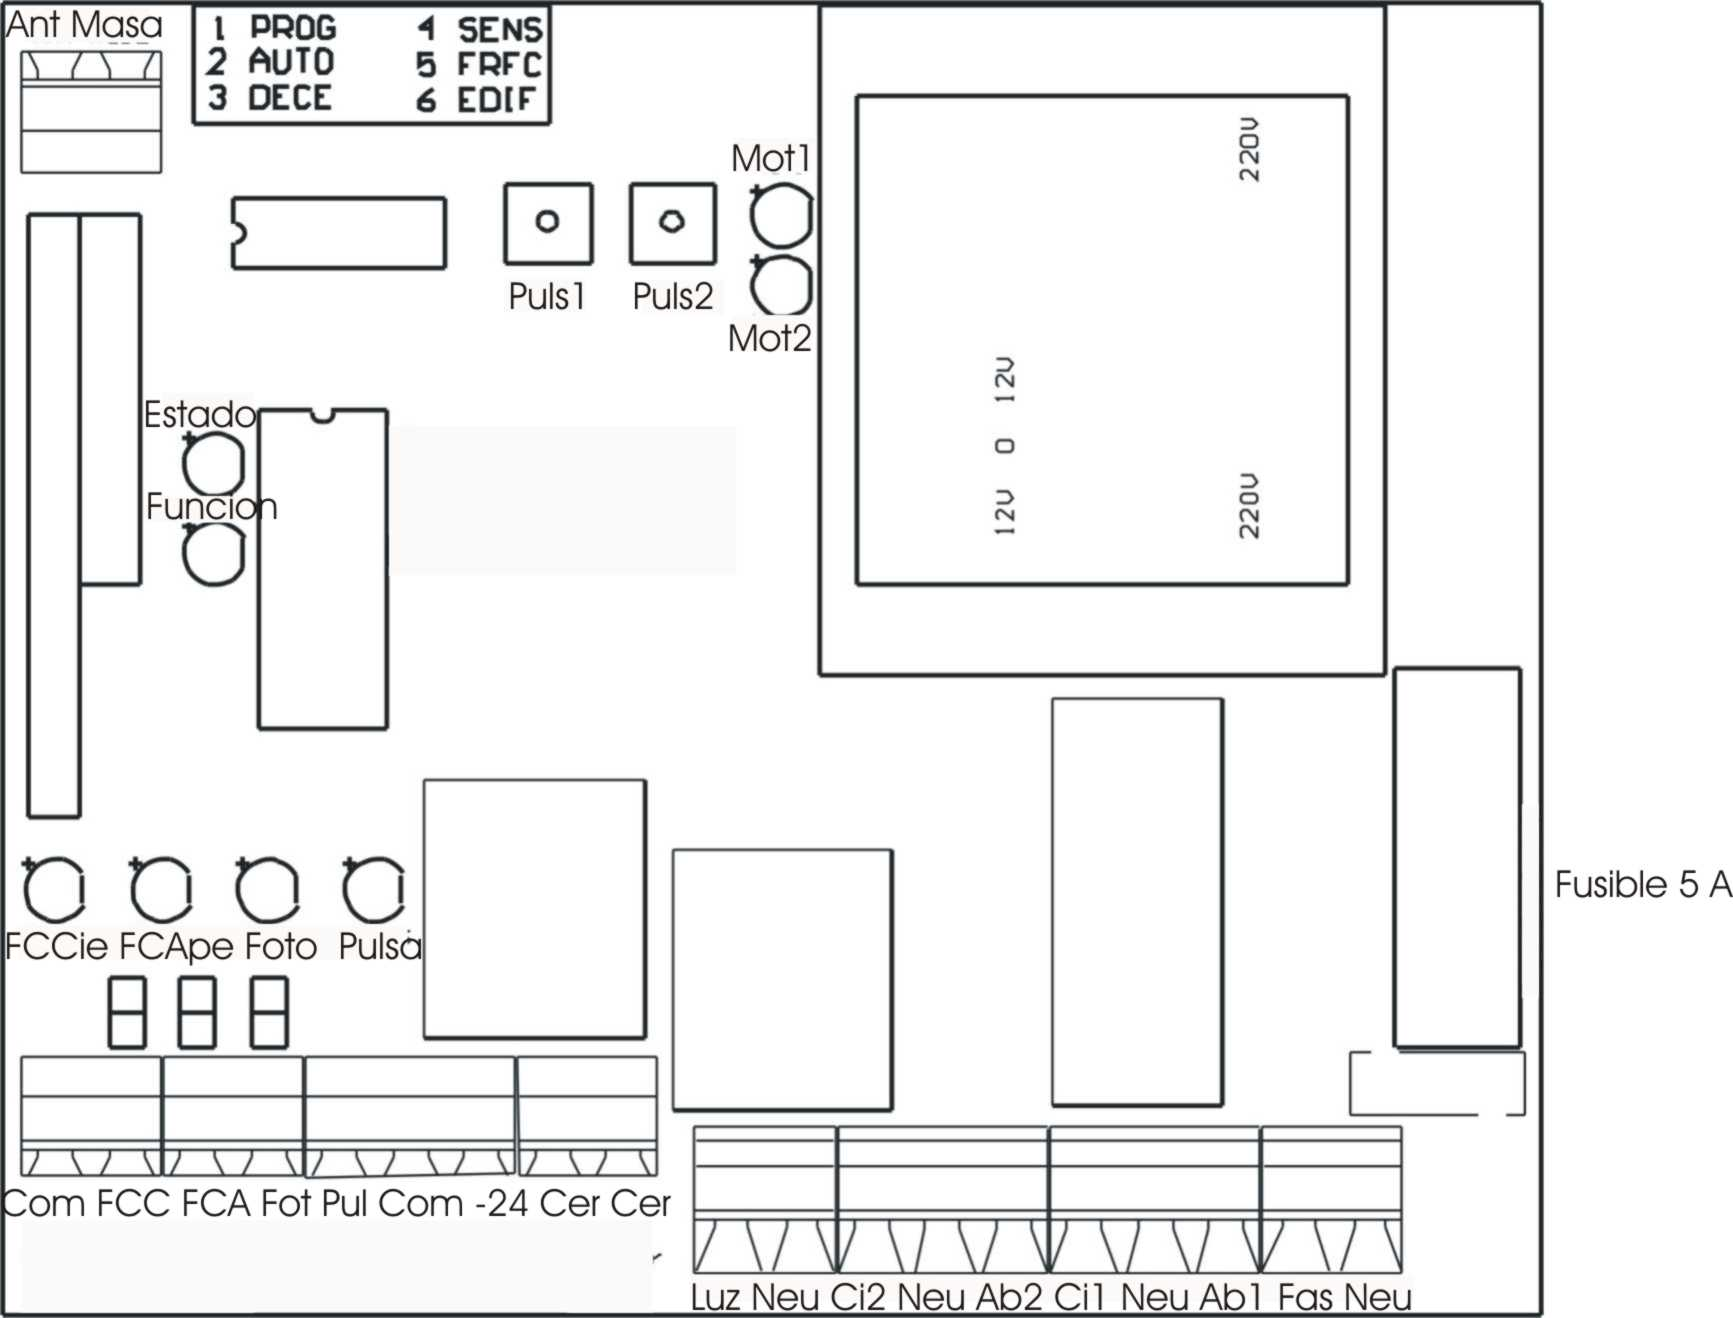 Ant Masa
1 PROG 4 SENS
2 AUTO 5 FRFC
3 DECE 6 EDIF
220V
Mot1
Puls1 Puls2
Mot2
12V
0
12V
220V
Estado
Funcion
Fusible 5 A
FCCie FCApe Foto Pulsa
Com FCC FCA Fot Pul Com -24 Cer Cer
Luz Neu Ci2 Neu Ab2 Ci1 Neu Ab1 Fas Neu